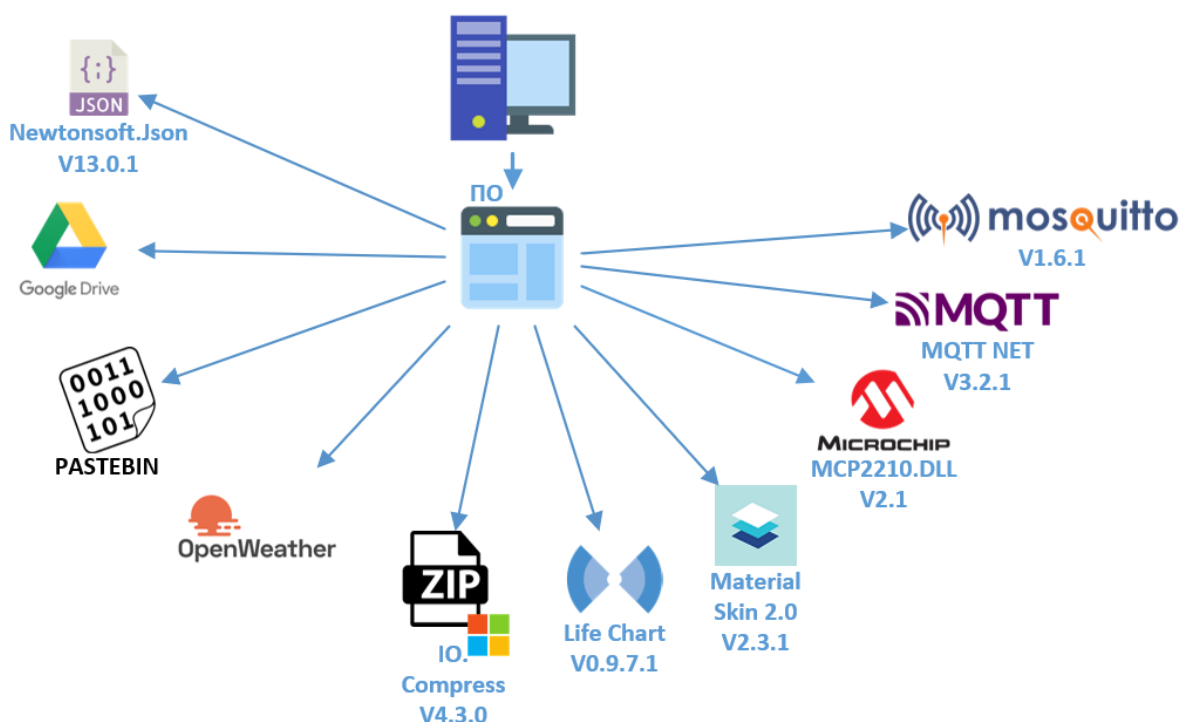 {;}
JSON
Newtonsoft.Json
V13.0.1
Google Drive
0011
1000
101
PASTEBIN
OpenWeather
ZIP
IO.
Compress
V4.3.0
Life Chart
V0.9.7.1
Material
Skin 2.0
V2.3.1
MICROCHIP
MCP2210.DLL
V2.1
MQTT
MQTT NET
V3.2.1
mosquitto
V1.6.1
ПО